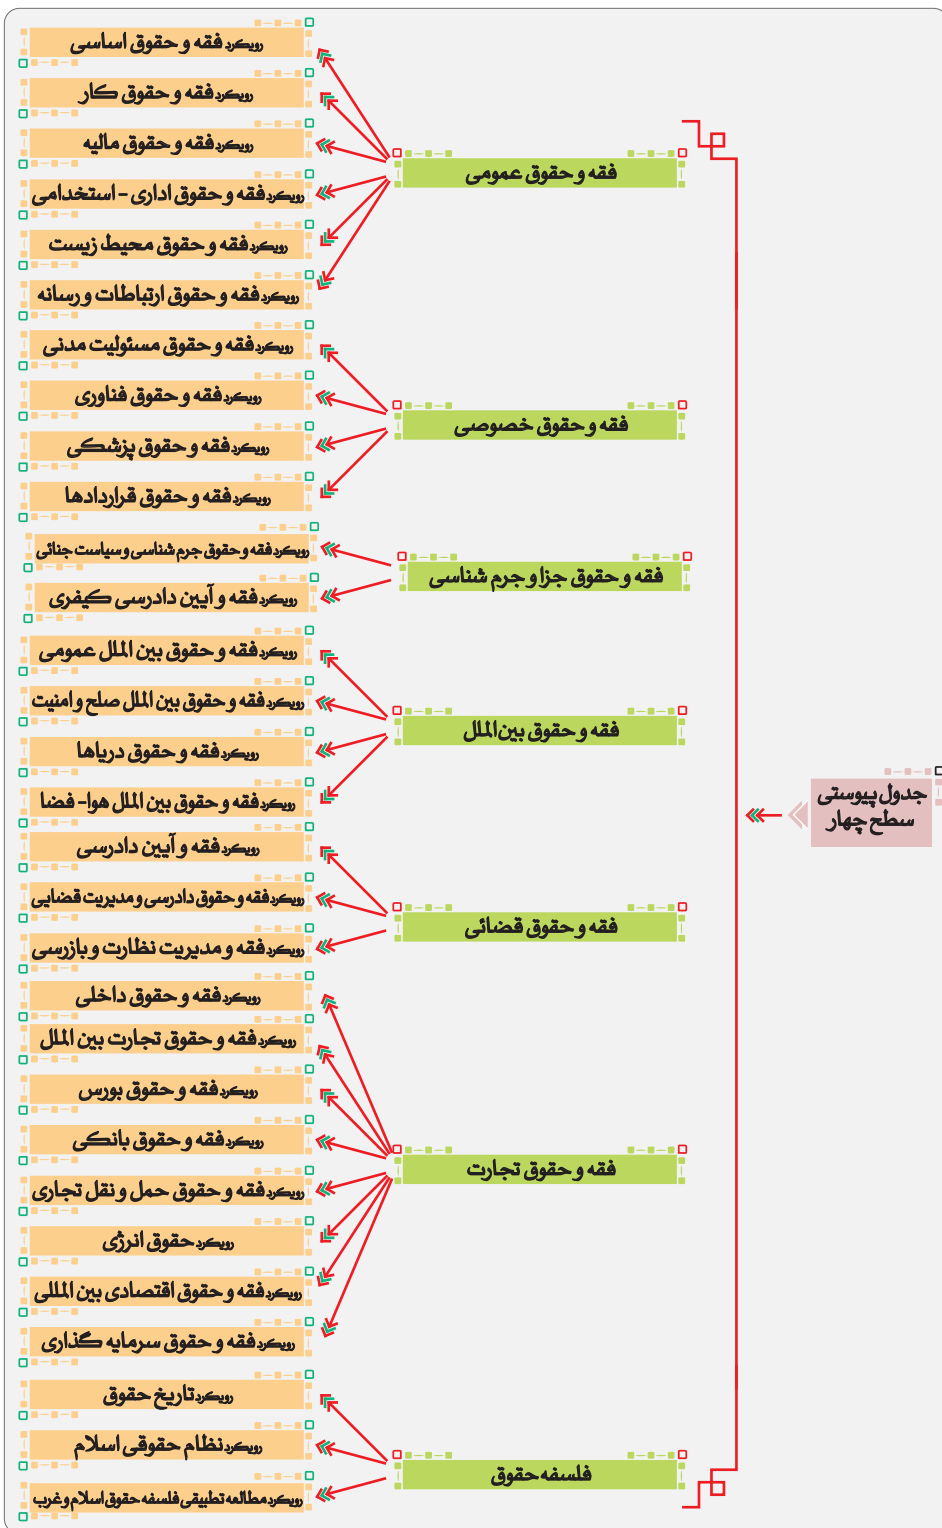 جدول پیوستی
سطح چهار
فقه و حقوق عمومی
رویکرد فقه و حقوق اساسی
رویکرد فقه و حقوق کار
رویکرد فقه و حقوق مالیه
رویکرد فقه و حقوق اداری - استخدامی
رویکرد فقه و حقوق محیط زیست
رویکرد فقه و حقوق ارتباطات و رسانه
فقه و حقوق خصوصی
رویکرد فقه و حقوق مسئولیت مدنی
رویکرد فقه و حقوق فناوری
رویکرد فقه و حقوق پزشکی
رویکرد فقه و حقوق قراردادها
فقه و حقوق جزا و جرم شناسی
رویکرد فقه و حقوق جرم شناسی و سیاست جنائی
رویکرد فقه و آیین دادرسی کیفری
فقه و حقوق بین‌الملل
رویکرد فقه و حقوق بین الملل عمومی
رویکرد فقه و حقوق بین الملل صلح و امنیت
رویکرد فقه و حقوق دریاها
رویکرد فقه و حقوق بین الملل هوا- فضا
فقه و حقوق قضائی
رویکرد فقه و آیین دادرسی
رویکرد فقه و حقوق دادرسی و مدیریت قضایی
رویکرد فقه و مدیریت نظارت و بازرسی
فقه و حقوق تجارت
رویکرد فقه و حقوق داخلی
رویکرد فقه و حقوق تجارت بین الملل
رویکرد فقه و حقوق بورس
رویکرد فقه و حقوق بانکی
رویکرد فقه و حقوق حمل و نقل تجاری
رویکرد حقوق انرژی
رویکرد فقه و حقوق اقتصادی بین المللی
رویکرد فقه و حقوق سرمایه گذاری
فلسفه حقوق
رویکرد تاریخ حقوق
رویکرد نظام حقوقی اسلام
رویکرد مطالعه تطبیقی فلسفه حقوق اسلام و غرب